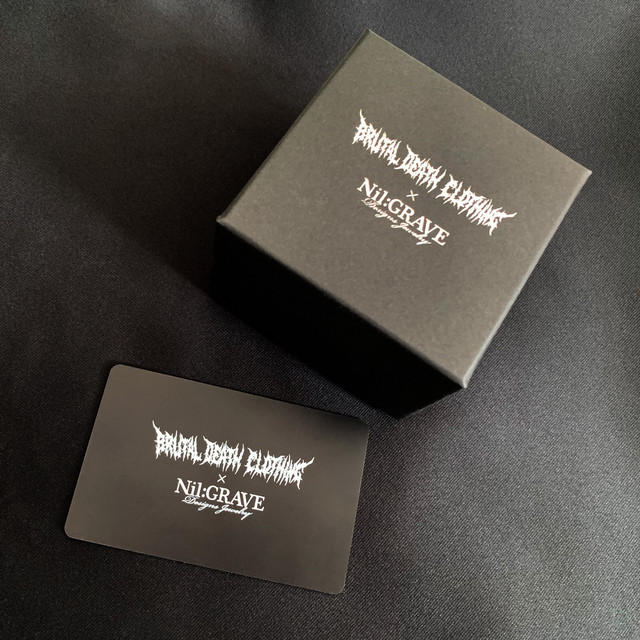 BRUTAL DEATH CLOTHING
×
Nil:GRAVE
Designs Jewelry
BRUTAL DEATH CLOTHING
×
Nil:GRAVE
Designs Jewelry